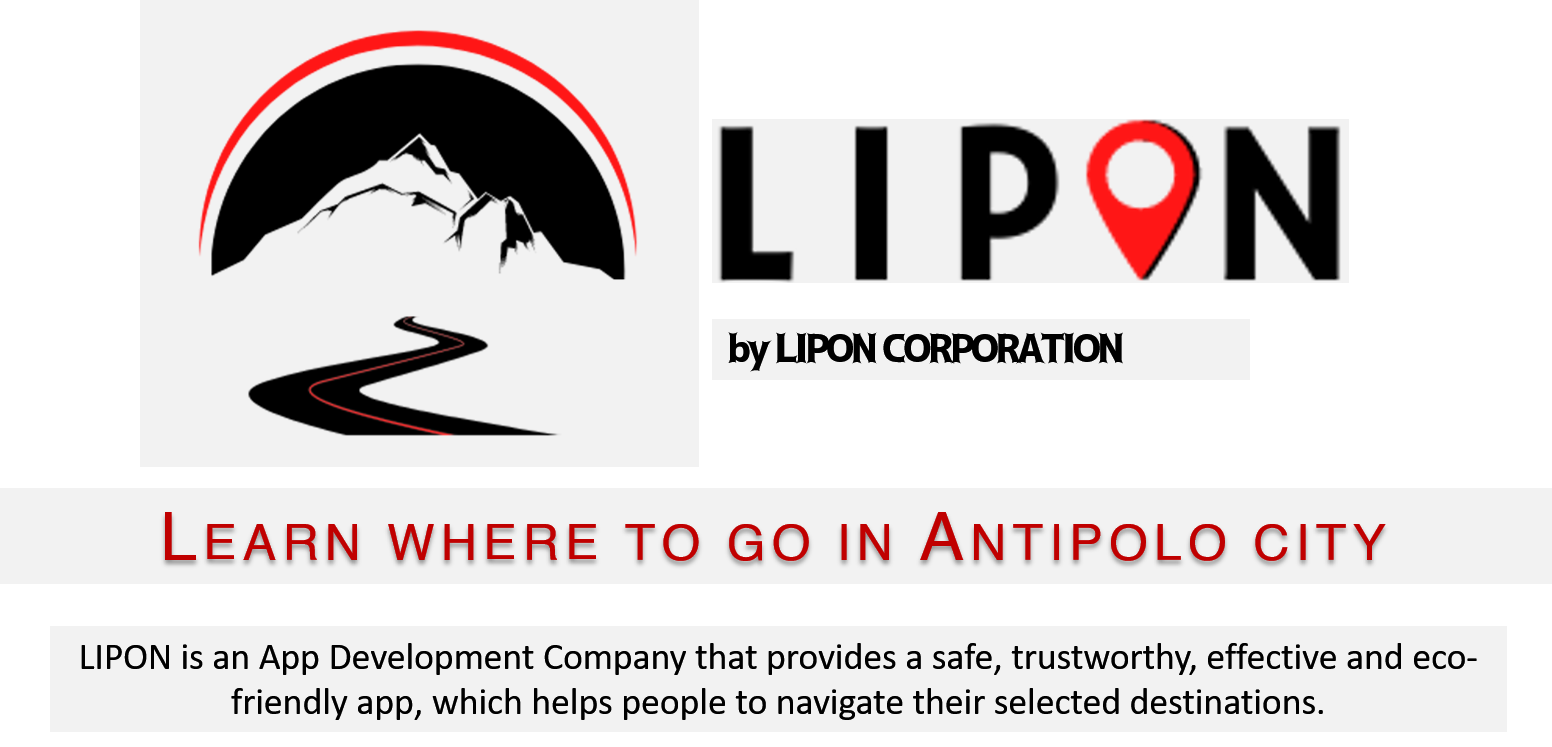 LIPON
by LIPON CORPORATION
Learn where to go in Antipolo city
LIPON is an App Development Company that provides a safe, trustworthy, effective and eco-
friendly app, which helps people to navigate their selected destinations.